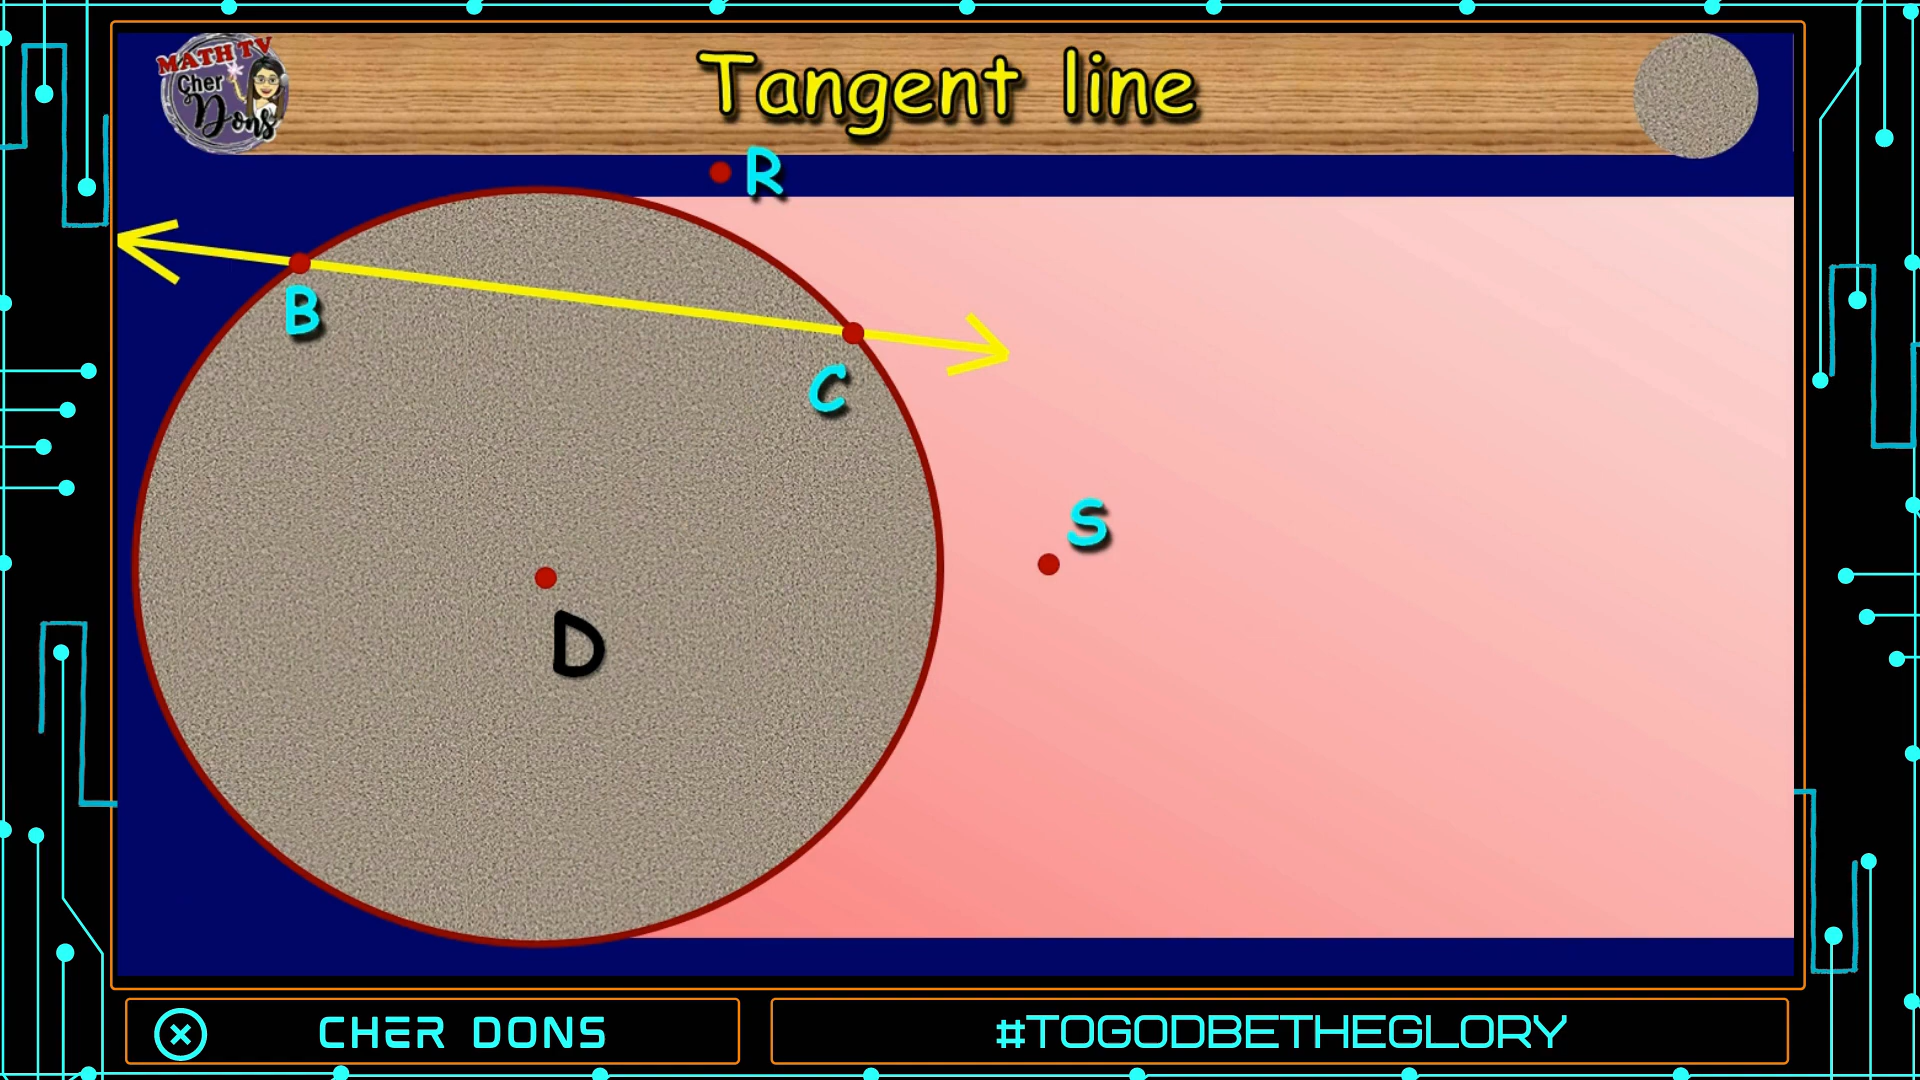 MATH TV
Cher
Dons
Tangent line
R
B
C
S
D
CHER DONS
#TOGODBETHEGLORY